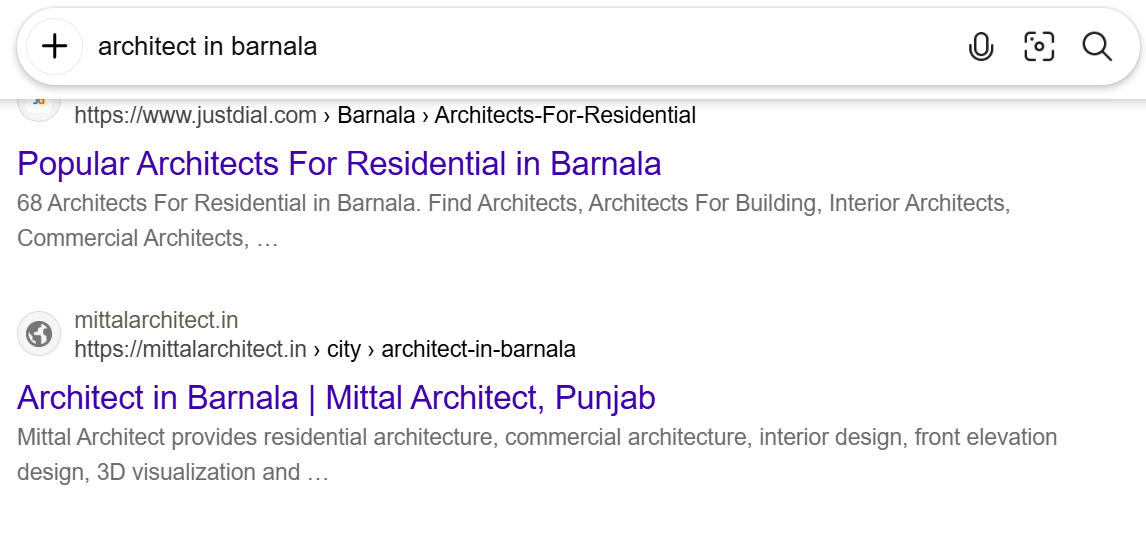 architect in barnala
https://www.justdial.com › Barnala › Architects-For-Residential
Popular Architects For Residential in Barnala
68 Architects For Residential in Barnala. Find Architects, Architects For Building, Interior Architects,
Commercial Architects, …
mittalarchitect.in
https://mittalarchitect.in › city › architect-in-barnala
Architect in Barnala | Mittal Architect, Punjab
Mittal Architect provides residential architecture, commercial architecture, interior design, front elevation
design, 3D visualization and …